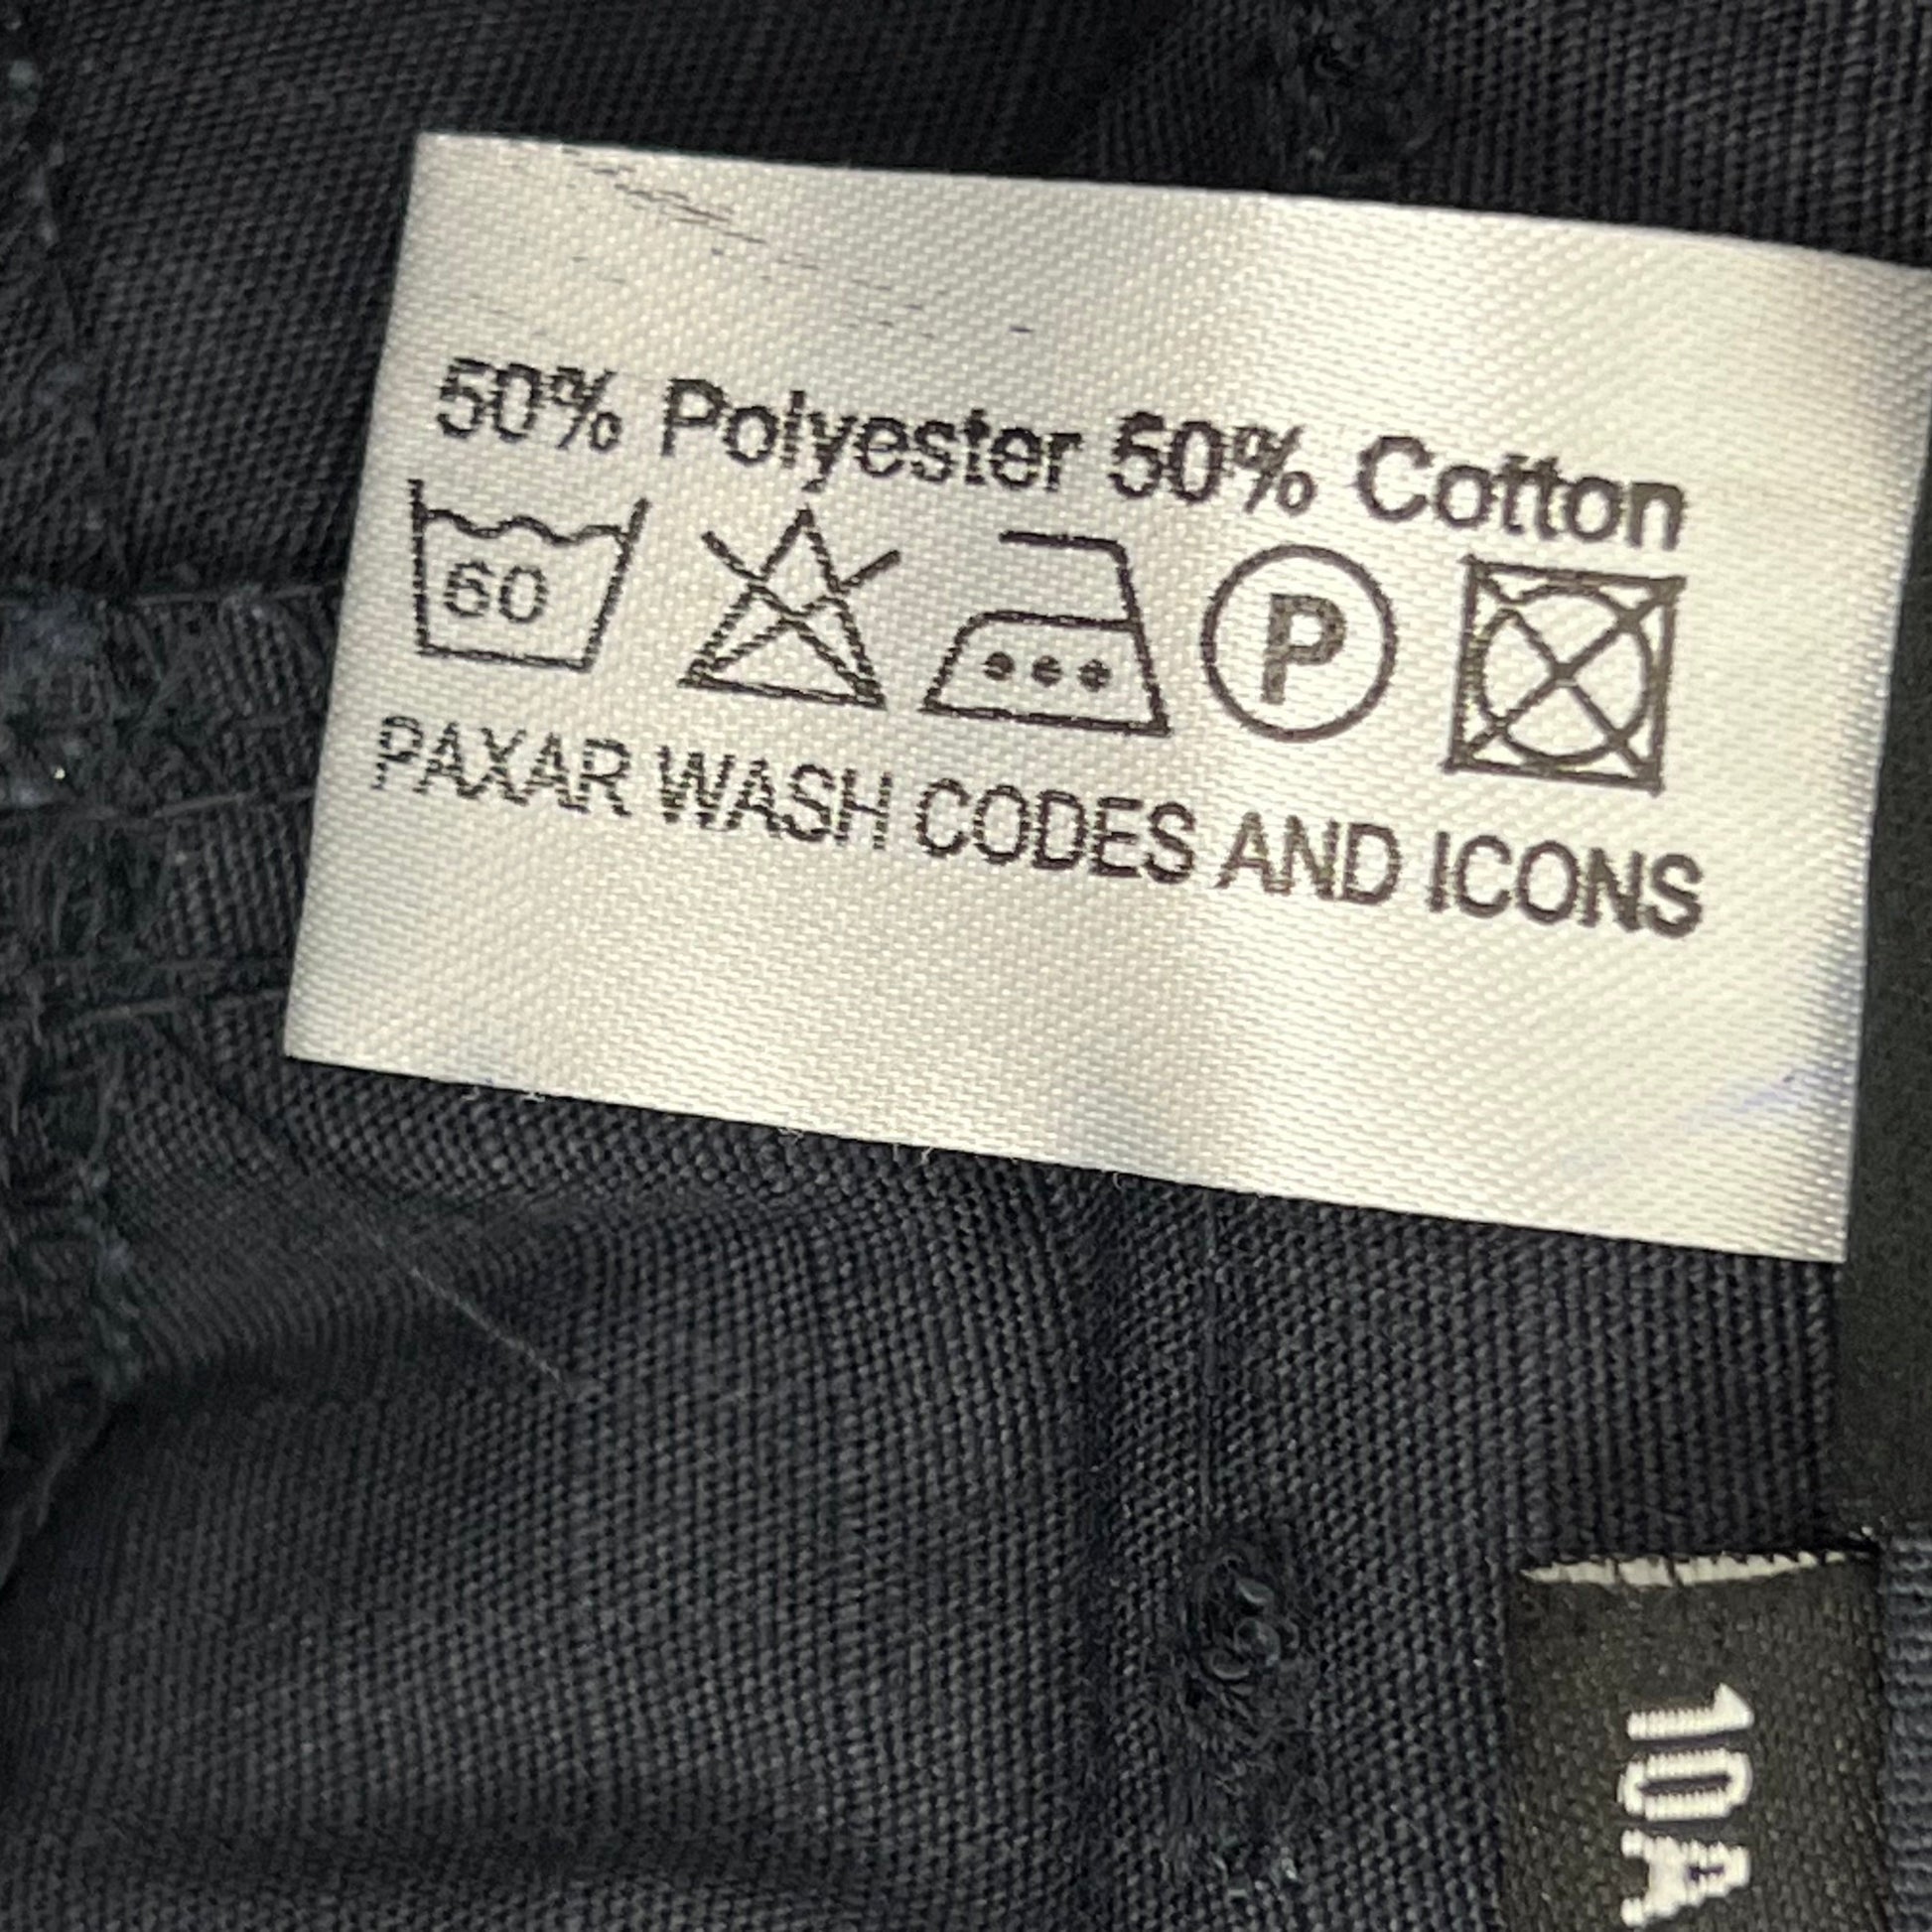 50% Polyester 50% Cotton
60
P
PAXAR WASH CODES AND ICONS
10A